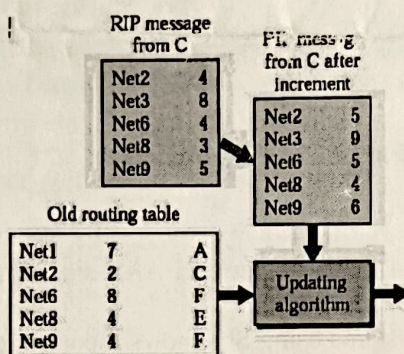 RIP message
from C
Net2 4
Net3 8
Net6 4
Net8 3
Net9 5
from C after
increment
Net2 5
Net3 9
Net6 5
Net8 4
Net9 6
Old routing table
Net1 7 A
Net2 2 C
Net6 8 F
Net8 4 E
Net9 4 F
Updating
algorithm